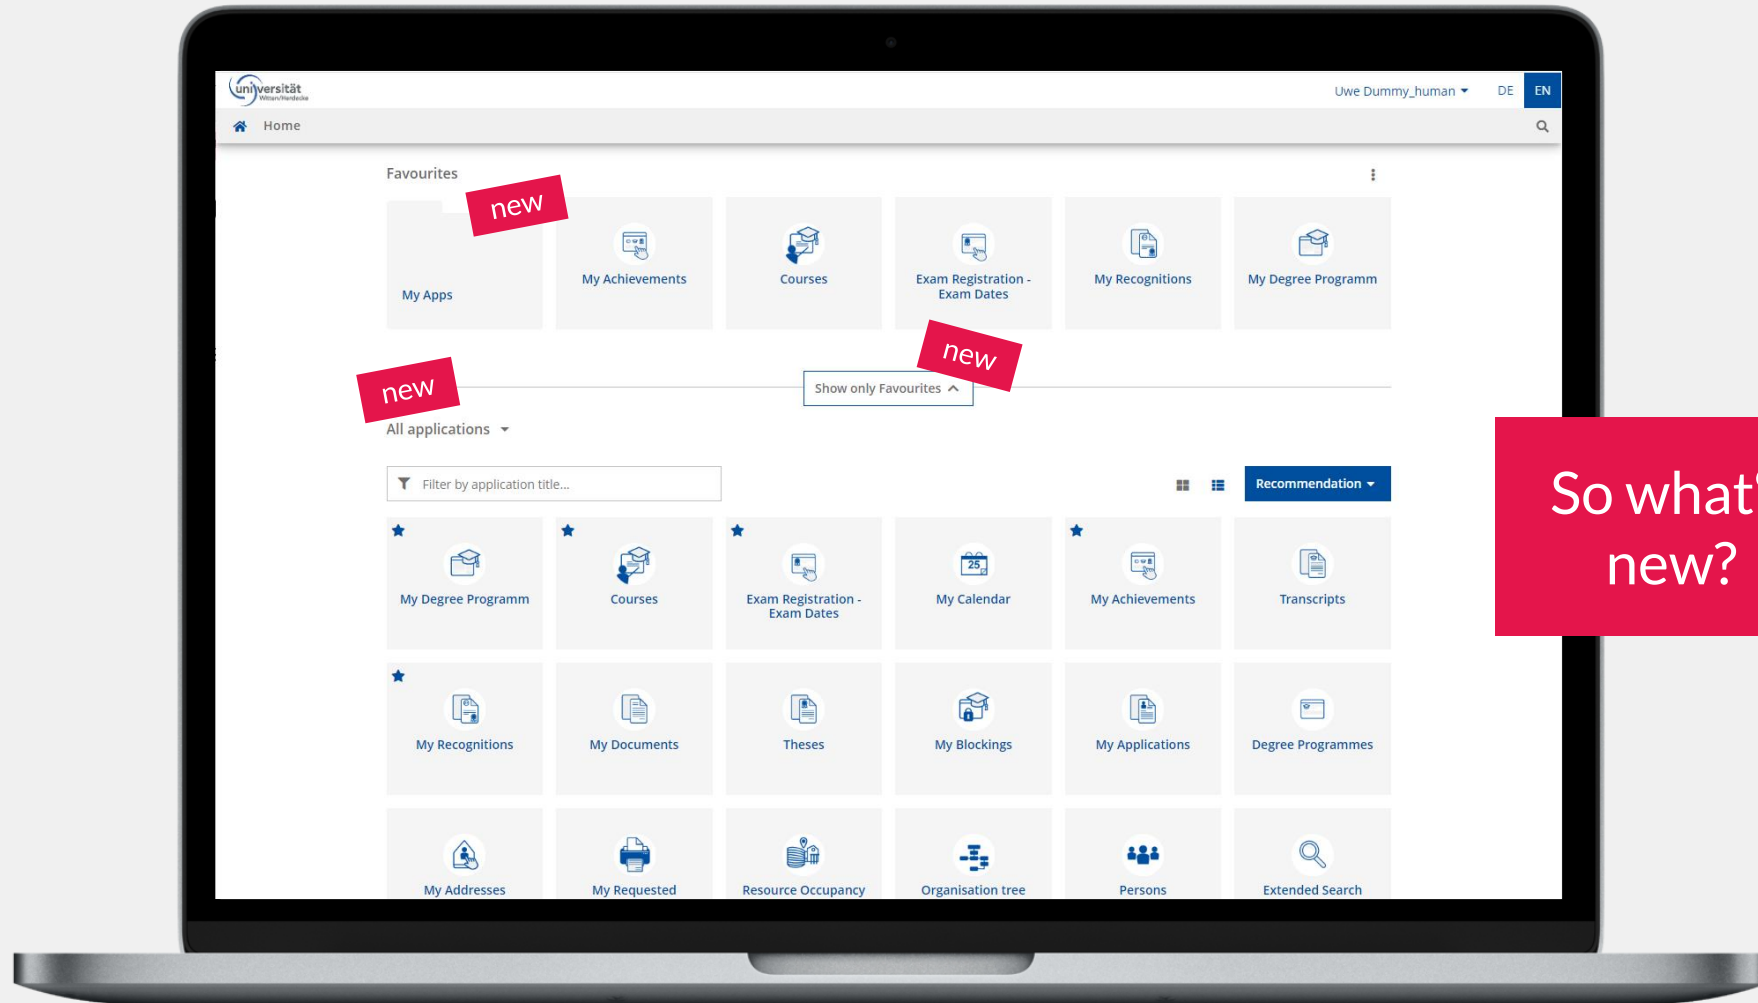 universität
Witten/Herdecke
Uwe Dummy_human
DE
EN
Home
Favourites
new
My Apps
My Achievements
Courses
Exam Registration -
Exam Dates
My Recognitions
My Degree Programm
new
new
Show only Favourites
All applications
Filter by application title...
Recommendation
My Degree Programm
Courses
Exam Registration -
Exam Dates
25
My Calendar
My Achievements
Transcripts
So what's
new?
My Recognitions
My Documents
Theses
My Blockings
My Applications
Degree Programmes
My Addresses
My Requested
Resource Occupancy
Organisation tree
Persons
Extended Search